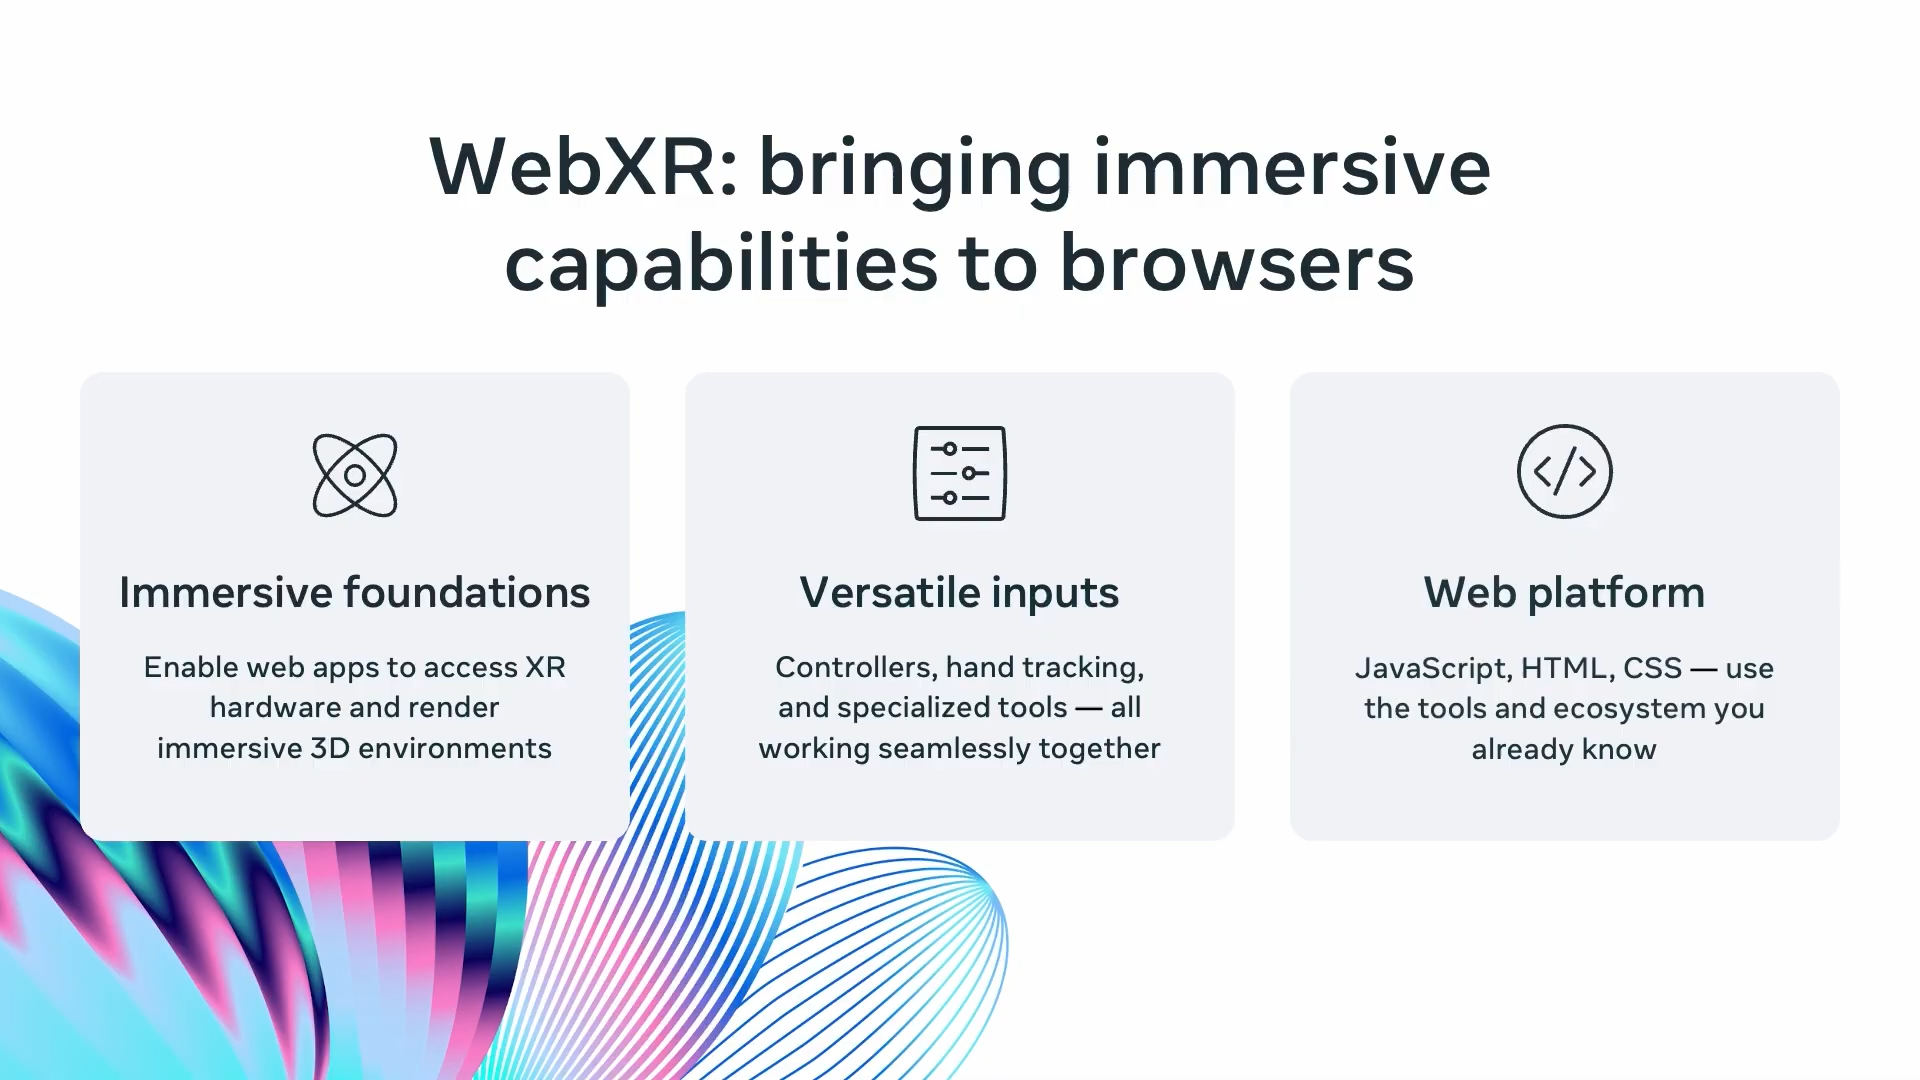 WebXR: bringing immersive
capabilities to browsers
Immersive foundations
Enable web apps to access XR
hardware and render
immersive 3D environments
Versatile inputs
Controllers, hand tracking,
and specialized tools — all
working seamlessly together
Web platform
JavaScript, HTML, CSS — use
the tools and ecosystem you
already know